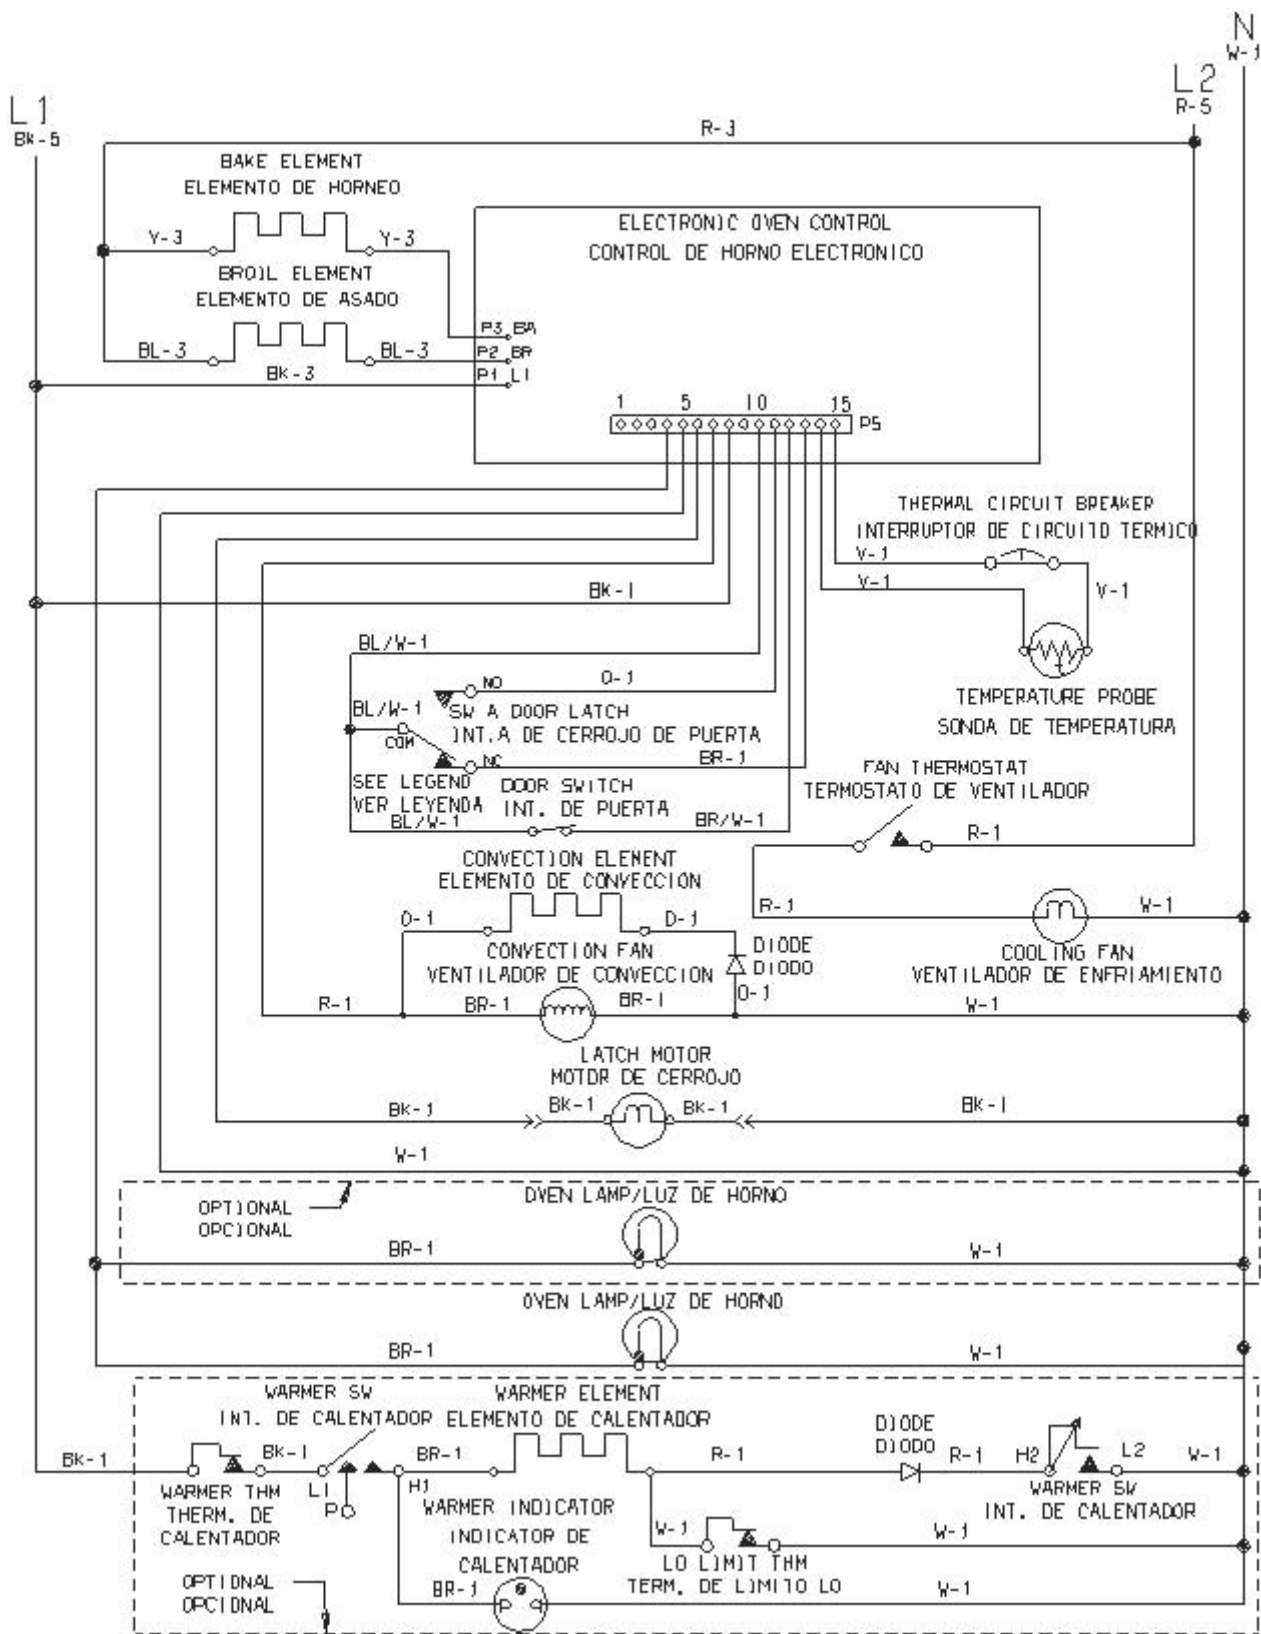 N
W-1
L2
R-5
L1
BK-5
R-3
BAKE ELEMENT
ELEMENTO DE HORNEO
ELECTRONIC OVEN CONTROL
CONTROL DE HORNO ELECTRONICO
Y-3
Y-3
BROIL ELEMENT
ELEMENTO DE ASADO
P3 BA
BL-3
BL-3
P2 BR
BK-3
P1 L1
1 5 10 15
P5
THERMAL CIRCUIT BREAKER
INTERRUPTOR DE CIRCUITO TERMICO
V-1
V-1
V-1
BK-1
BL/W-1
NO
O-1
TEMPERATURE PROBE
SONDA DE TEMPERATURA
BL/W-1
SW A DOOR LATCH
INT.A DE CERROJO DE PUERTA
COM
NC
BR-1
SEE LEGEND
VER LEYENDA
DOOR SWITCH
INT. DE PUERTA
FAN THERMOSTAT
TERMOSTATO DE VENTILADOR
BL/W-1
BR/W-1
R-1
CONVECTION ELEMENT
ELEMENTO DE CONVECCION
O-1
O-1
R-1
W-1
CONVECTION FAN
VENTILADOR DE CONVECCION
DIODE
DIODO
COOLING FAN
VENTILADOR DE ENFRIAMIENTO
R-1
BR-1
BR-1
O-1
W-1
LATCH MOTOR
MOTOR DE CERROJO
BK-1
BK-1
BK-1
BK-1
W-1
OPTIONAL
OPCIONAL
OVEN LAMP/LUZ DE HORNO
BR-1
W-1
OVEN LAMP/LUZ DE HORNO
BR-1
W-1
WARMER SW
INT. DE CALENTADOR
WARMER ELEMENT
ELEMENTO DE CALENTADOR
DIODE
DIODO
BK-1
BK-1
BR-1
R-1
R-1
H2
L2
W-1
WARMER THM
THERM. DE
CALENTADOR
L1
P
H1
WARMER INDICATOR
INDICATOR DE
CALENTADOR
WARMER SW
INT. DE CALENTADOR
W-1
W-1
LO LIMIT THM
TERM. DE LIMITO LO
OPTIONAL
OPCIONAL
BR-1
W-1